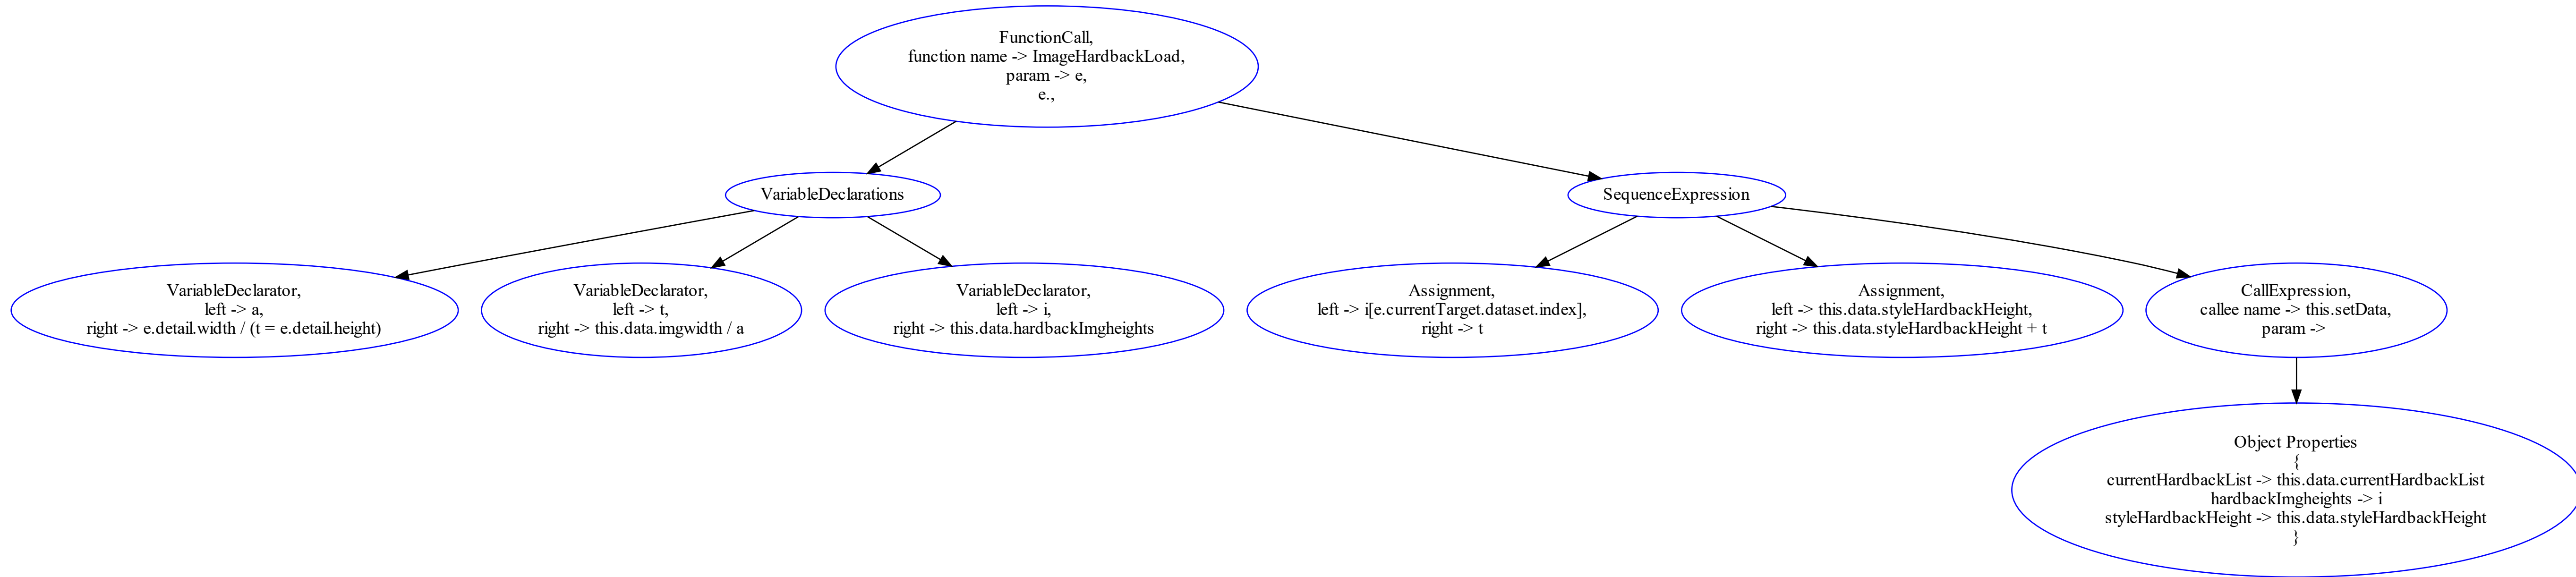 FunctionCall,
function name -> ImageHardbackLoad,
param -> e,
e.,
VariableDeclarations
SequenceExpression
VariableDeclarator,
left -> a,
right -> e.detail.width / (t = e.detail.height)
VariableDeclarator,
left -> t,
right -> this.data.imgwidth / a
VariableDeclarator,
left -> i,
right -> this.data.hardbackImgheights
Assignment,
left -> i[e.currentTarget.dataset.index],
right -> t
Assignment,
left -> this.data.styleHardbackHeight,
right -> this.data.styleHardbackHeight + t
CallExpression,
callee name -> this.setData,
param ->
Object Properties
{
currentHardbackList -> this.data.currentHardbackList
hardbackImgheights -> i
styleHardbackHeight -> this.data.styleHardbackHeight
}